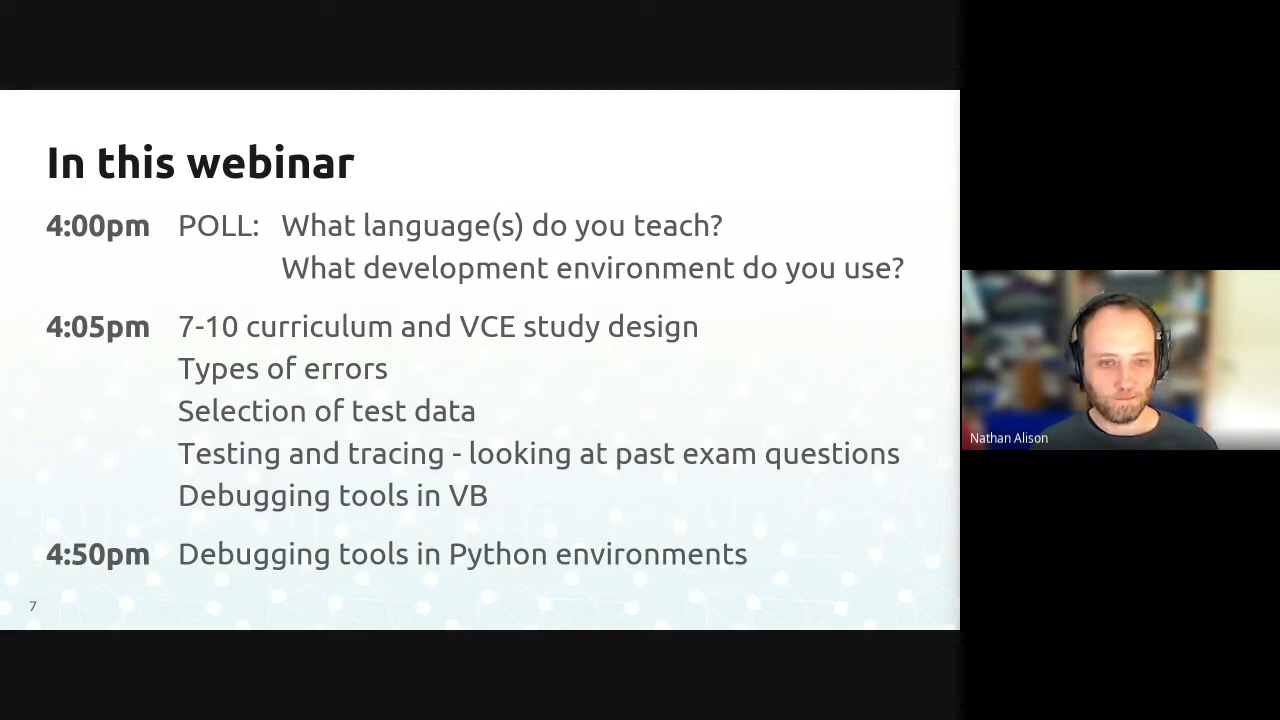 In this webinar
4:00pm POLL: What language(s) do you teach?
What development environment do you use?
4:05pm 7-10 curriculum and VCE study design
Types of errors
Selection of test data
Testing and tracing - looking at past exam questions
Debugging tools in VB
4:50pm Debugging tools in Python environments
7
Nathan Alison